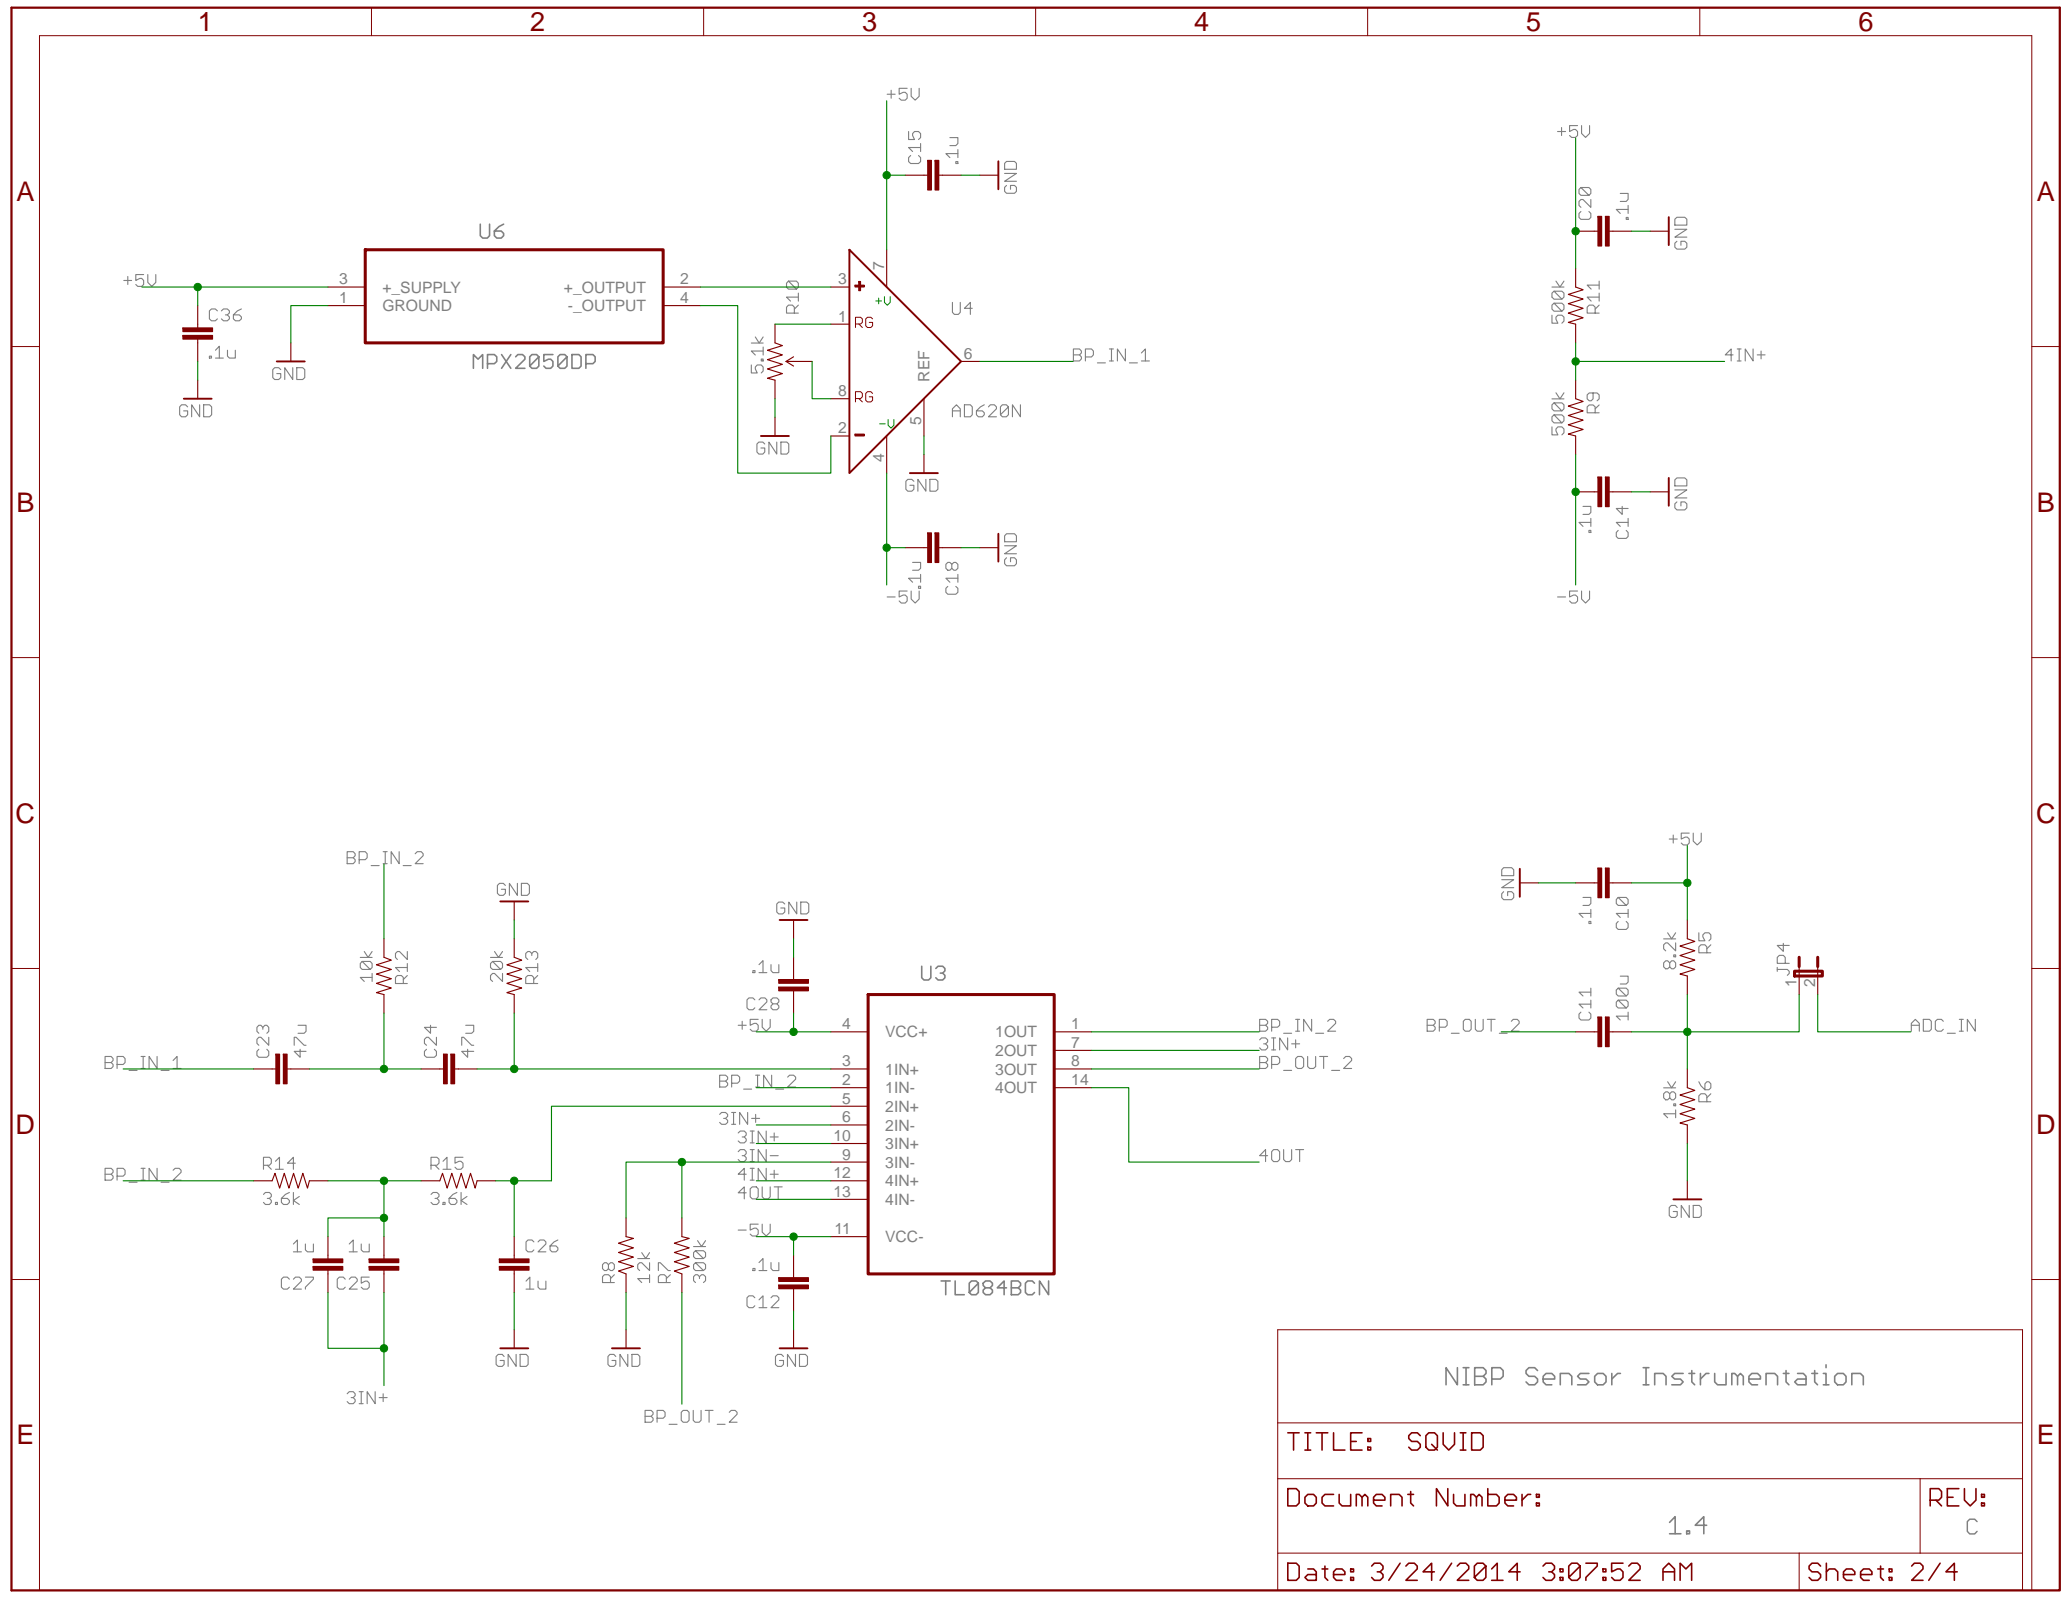 1 2 3 4 5 6
A A
B B
C C
D D
E E
+5V
C15
.1u
GND
U6
+5V
3
1
+_SUPPLY
GROUND
+_OUTPUT
-_OUTPUT
2
4
MPX2050DP
C36
.1u
GND
GND
R10
5.1k
GND
3
1
8
2
7
+V
RG
RG
-V
4
5
REF
6
U4
AD620N
BP_IN_1
GND
.1u
C18
GND
-5V
+5V
C20
.1u
GND
500k
R11
4IN+
500k
R9
.1u
C14
GND
-5V
BP_IN_2
GND
10k
R12
20k
R13
C23
47u
C24
47u
BP_IN_1
BP_IN_2
R14
3.6k
R15
3.6k
1u
C27
1u
C25
C26
1u
GND
3IN+
R8
12k
R7
300k
GND
BP_OUT_2
GND
.1u
C28
+5V
BP_IN_2
3IN+
3IN+
3IN-
4IN+
4OUT
-5V
.1u
C12
GND
U3
4 VCC+
3 1IN+
2 1IN-
5 2IN+
6 2IN-
10 3IN+
9 3IN-
12 4IN+
13 4IN-
11 VCC-
1OUT 1 BP_IN_2
2OUT 7 3IN+
3OUT 8 BP_OUT_2
4OUT 14
4OUT
TL084BCN
+5V
GND
.1u
C10
8.2k
R5
C11
100u
BP_OUT_2
JP4
1
2
ADC_IN
1.8k
R6
GND
NIBP Sensor Instrumentation
TITLE: SQVID
Document Number:
1.4
REV:
C
Date: 3/24/2014 3:07:52 AM
Sheet: 2/4